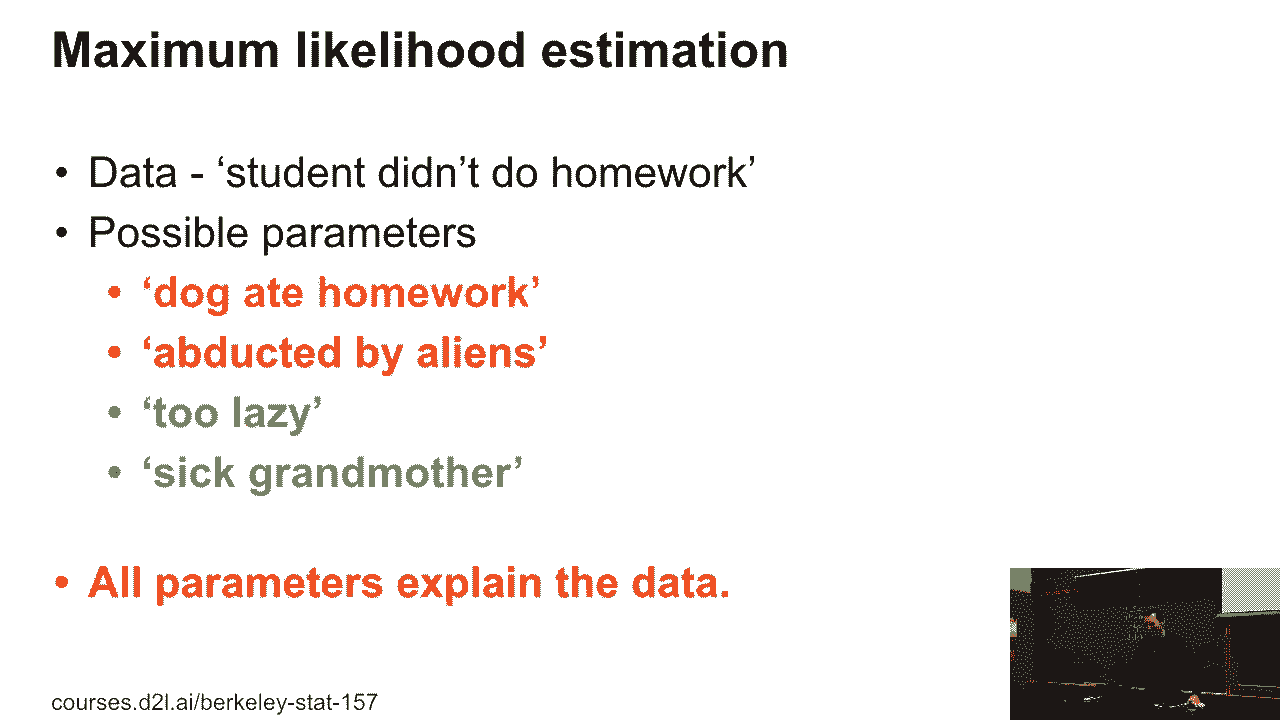 Maximum likelihood estimation
• Data - ‘student didn’t do homework’
• Possible parameters
• ‘dog ate homework’
• ‘abducted by aliens’
• ‘too lazy’
• ‘sick grandmother’
• All parameters explain the data.
courses.d2l.ai/berkeley-stat-157